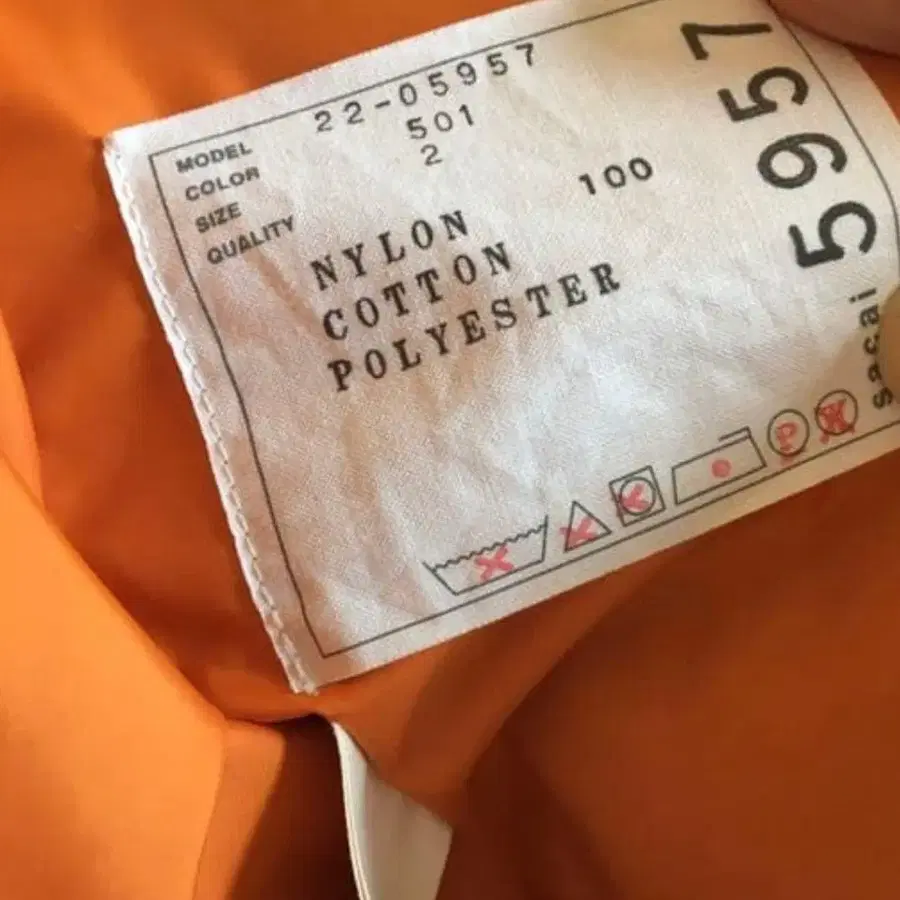 MODEL 22-05957
COLOR 501
SIZE 2
QUALITY
NYLON 100
COTTON
POLYESTER
5957
sacai
P
W